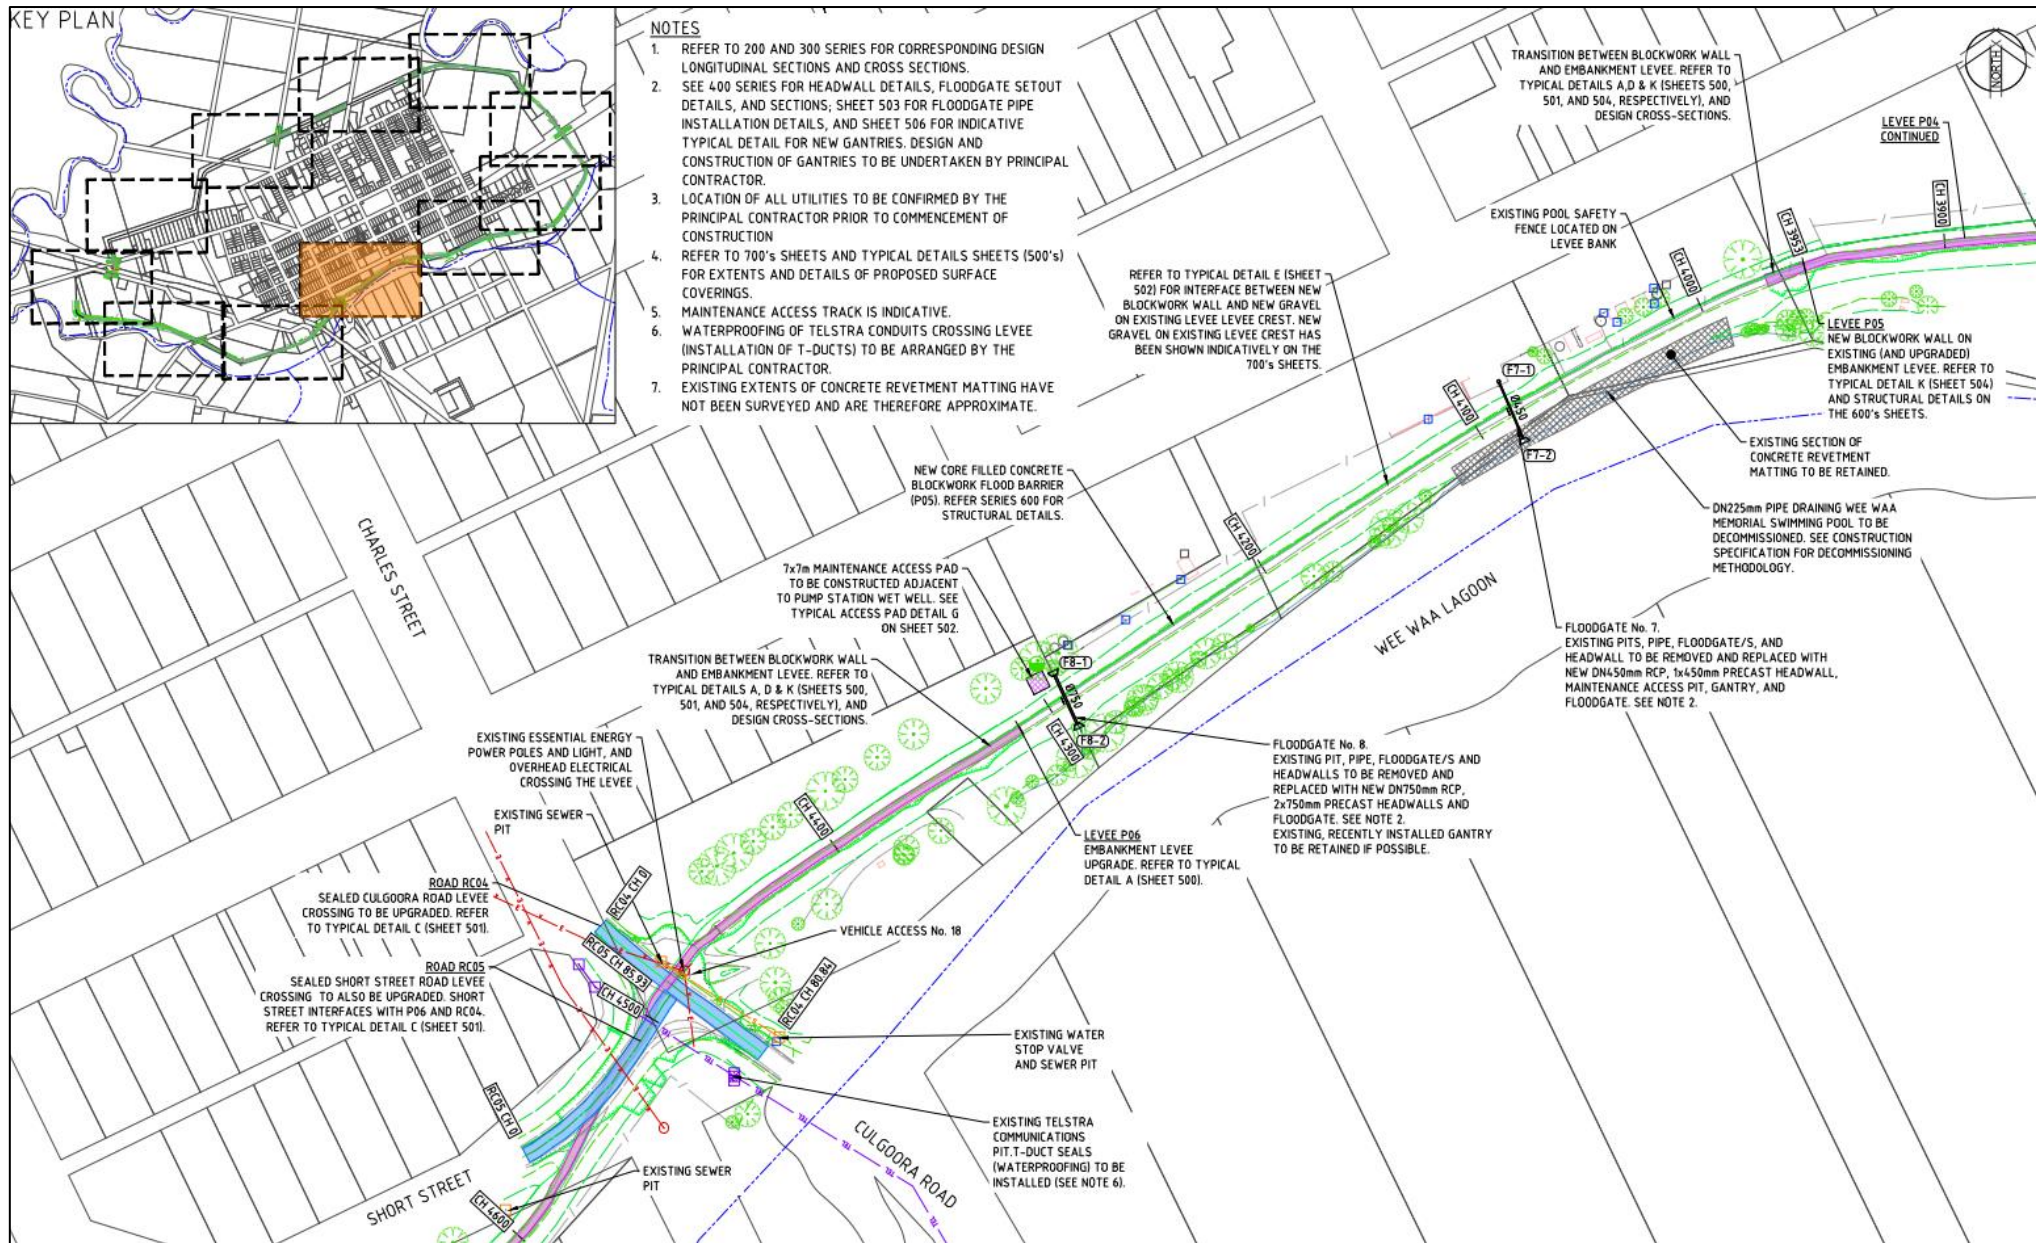 KEY PLAN
NOTES
1. REFER TO 200 AND 300 SERIES FOR CORRESPONDING DESIGN
LONGITUDINAL SECTIONS AND CROSS SECTIONS.
2. SEE 400 SERIES FOR HEADWALL DETAILS, FLOODGATE SETOUT
DETAILS, AND SECTIONS; SHEET 503 FOR FLOODGATE PIPE
INSTALLATION DETAILS, AND SHEET 506 FOR INDICATIVE
TYPICAL DETAIL FOR NEW GANTRIES. DESIGN AND
CONSTRUCTION OF GANTRIES TO BE UNDERTAKEN BY PRINCIPAL
CONTRACTOR.
3. LOCATION OF ALL UTILITIES TO BE CONFIRMED BY THE
PRINCIPAL CONTRACTOR PRIOR TO COMMENCEMENT OF
CONSTRUCTION
4. REFER TO 700's SHEETS AND TYPICAL DETAILS SHEETS (500's)
FOR EXTENTS AND DETAILS OF PROPOSED SURFACE
COVERINGS.
5. MAINTENANCE ACCESS TRACK IS INDICATIVE.
6. WATERPROOFING OF TELSTRA CONDUITS CROSSING LEVEE
(INSTALLATION OF T-DUCTS) TO BE ARRANGED BY THE
PRINCIPAL CONTRACTOR.
7. EXISTING EXTENTS OF CONCRETE REVETMENT MATTING HAVE
NOT BEEN SURVEYED AND ARE THEREFORE APPROXIMATE.
TRANSITION BETWEEN BLOCKWORK WALL
AND EMBANKMENT LEVEE. REFER TO
TYPICAL DETAILS A,D & K (SHEETS 500,
501, AND 504, RESPECTIVELY), AND
DESIGN CROSS-SECTIONS.
NORTH
LEVEE P04
CONTINUED
CH 3900
CH 3953
EXISTING POOL SAFETY
FENCE LOCATED ON
LEVEE BANK
CH 4000
REFER TO TYPICAL DETAIL E (SHEET
502) FOR INTERFACE BETWEEN NEW
BLOCKWORK WALL AND NEW GRAVEL
ON EXISTING LEVEE LEVEE CREST. NEW
GRAVEL ON EXISTING LEVEE CREST HAS
BEEN SHOWN INDICATIVELY ON THE
700's SHEETS.
LEVEE P05
NEW BLOCKWORK WALL ON
EXISTING (AND UPGRADED)
EMBANKMENT LEVEE. REFER TO
TYPICAL DETAIL K (SHEET 504)
AND STRUCTURAL DETAILS ON
THE 600's SHEETS.
F7-1
Ø450
F7-2
CH 4100
EXISTING SECTION OF
CONCRETE REVETMENT
MATTING TO BE RETAINED.
NEW CORE FILLED CONCRETE
BLOCKWORK FLOOD BARRIER
(P05). REFER SERIES 600 FOR
STRUCTURAL DETAILS.
DN225mm PIPE DRAINING WEE WAA
MEMORIAL SWIMMING POOL TO BE
DECOMMISSIONED. SEE CONSTRUCTION
SPECIFICATION FOR DECOMMISSIONING
METHODOLOGY.
CH 4200
CHARLES STREET
7x7m MAINTENANCE ACCESS PAD
TO BE CONSTRUCTED ADJACENT
TO PUMP STATION WET WELL. SEE
TYPICAL ACCESS PAD DETAIL G
ON SHEET 502.
WEE WAA LAGOON
FLOODGATE No. 7.
EXISTING PITS, PIPE, FLOODGATE/S, AND
HEADWALL TO BE REMOVED AND REPLACED WITH
NEW DN450mm RCP, 1x450mm PRECAST HEADWALL,
MAINTENANCE ACCESS PIT, GANTRY, AND
FLOODGATE. SEE NOTE 2.
TRANSITION BETWEEN BLOCKWORK WALL
AND EMBANKMENT LEVEE. REFER TO
TYPICAL DETAILS A, D & K (SHEETS 500,
501, AND 504, RESPECTIVELY), AND
DESIGN CROSS-SECTIONS.
F8-1
Ø750
F8-2
CH 4300
EXISTING ESSENTIAL ENERGY
POWER POLES AND LIGHT, AND
OVERHEAD ELECTRICAL
CROSSING THE LEVEE
FLOODGATE No. 8.
EXISTING PIT, PIPE, FLOODGATE/S AND
HEADWALLS TO BE REMOVED AND
REPLACED WITH NEW DN750mm RCP,
2x750mm PRECAST HEADWALLS AND
FLOODGATE. SEE NOTE 2.
EXISTING, RECENTLY INSTALLED GANTRY
TO BE RETAINED IF POSSIBLE.
EXISTING SEWER
PIT
CH 4400
LEVEE P06
EMBANKMENT LEVEE
UPGRADE. REFER TO TYPICAL
DETAIL A (SHEET 500).
ROAD RC04
SEALED CULGOORA ROAD LEVEE
CROSSING TO BE UPGRADED. REFER
TO TYPICAL DETAIL C (SHEET 501).
RC04 CH 0
VEHICLE ACCESS No. 18
RC05 CH 85.93
ROAD RC05
SEALED SHORT STREET ROAD LEVEE
CROSSING TO ALSO BE UPGRADED. SHORT
STREET INTERFACES WITH P06 AND RC04.
REFER TO TYPICAL DETAIL C (SHEET 501).
CH 4500
RC04 CH 80.84
EXISTING WATER
STOP VALVE
AND SEWER PIT
TEL
TEL
TEL
TEL
TEL
TEL
TEL
RC05 CH 0
EXISTING TELSTRA
COMMUNICATIONS
PIT.T-DUCT SEALS
(WATERPROOFING) TO BE
INSTALLED (SEE NOTE 6).
CULGOORA ROAD
EXISTING SEWER
PIT
SHORT STREET
CH 4600